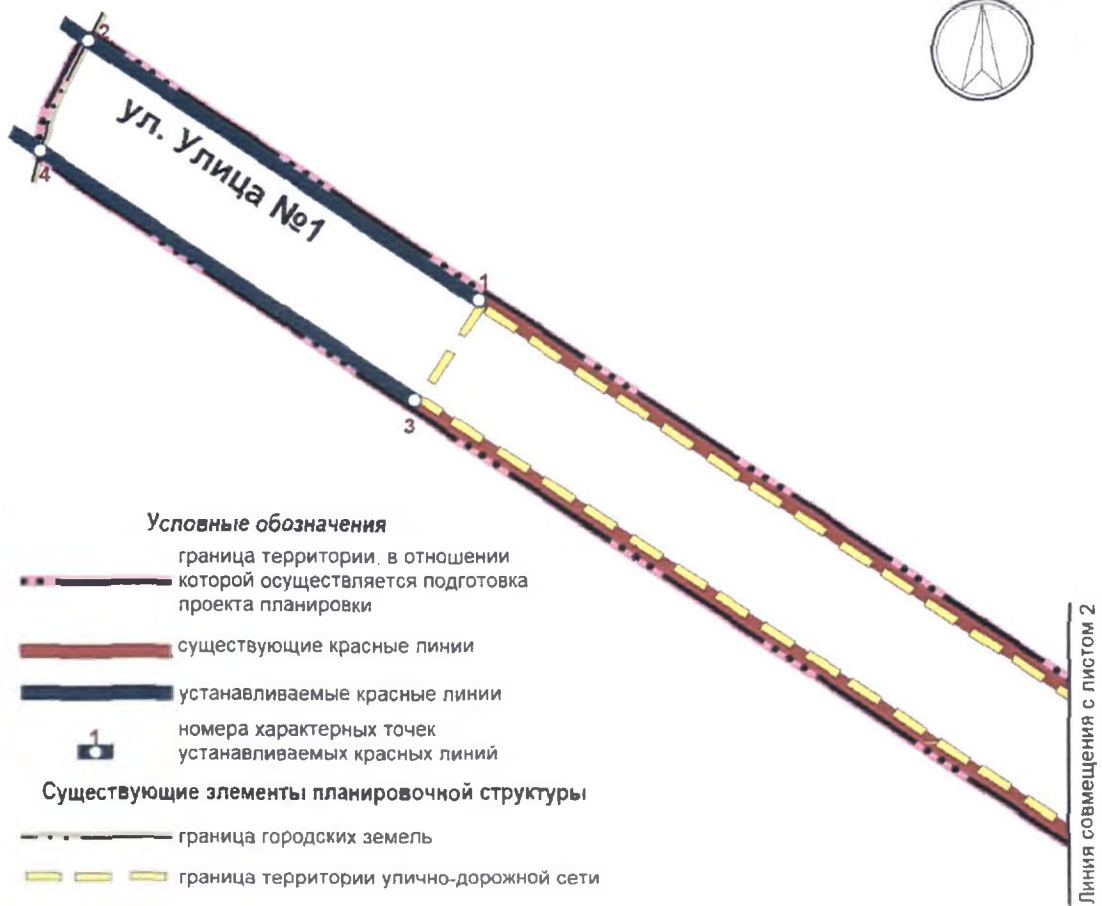 2
ул. Улица №1
4
1
3
Условные обозначения
граница территории, в отношении
которой осуществляется подготовка
проекта планировки
существующие красные линии
устанавливаемые красные линии
1
номера характерных точек
устанавливаемых красных линий
Существующие элементы планировочной структуры
граница городских земель
граница территории улично-дорожной сети
Линия совмещения с листом 2